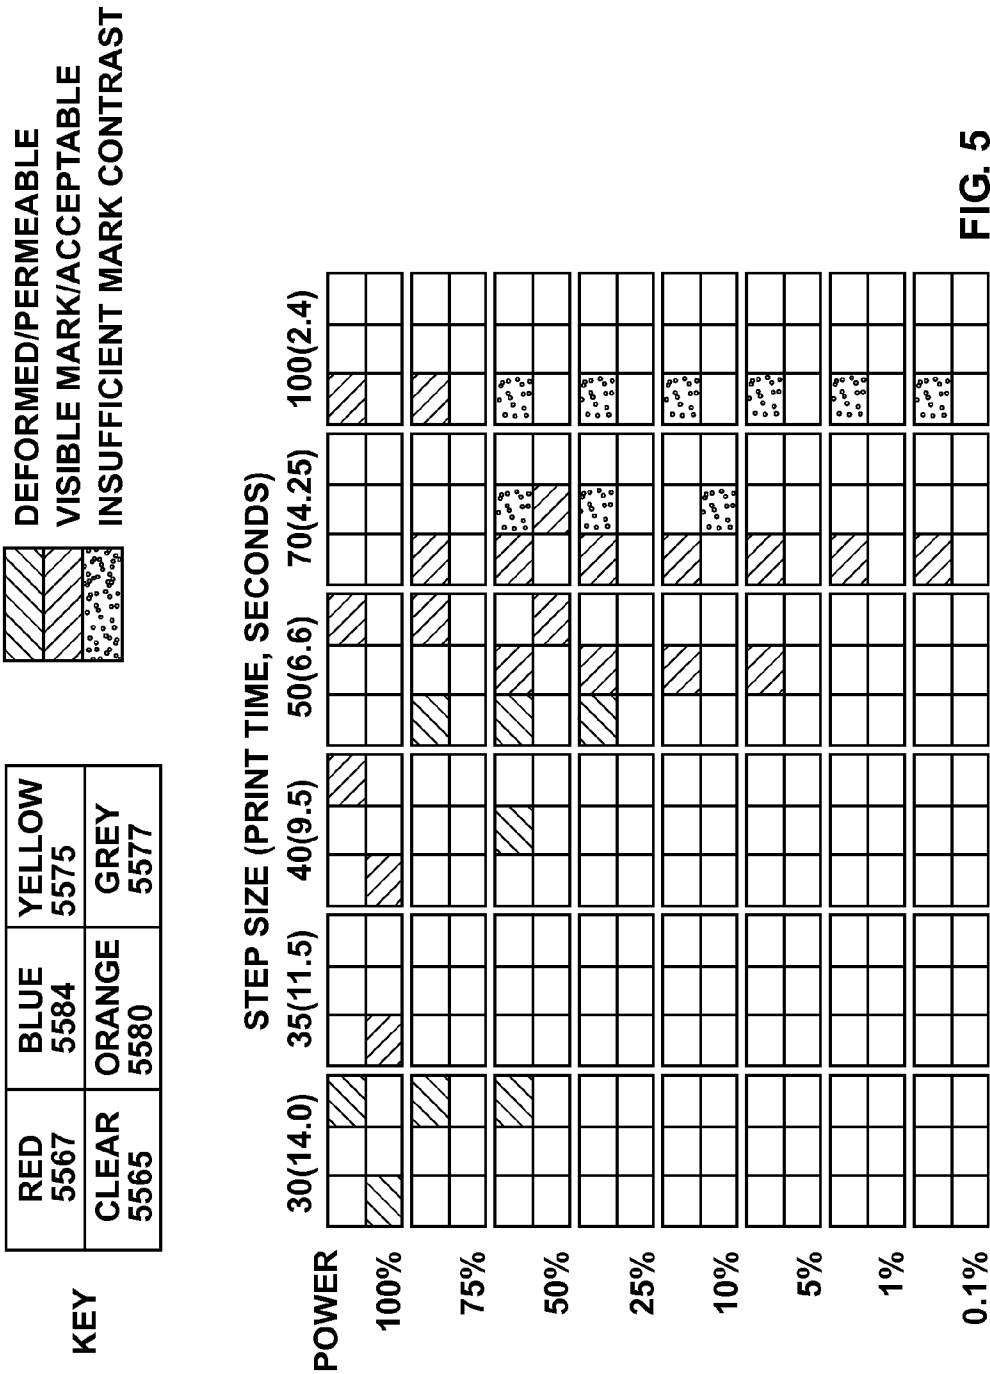 KEY
RED
5567
BLUE
5584
YELLOW
5575
CLEAR
5565
ORANGE
5580
GREY
5577
DEFORMED/PERMEABLE
VISIBLE MARK/ACCEPTABLE
INSUFFICIENT MARK CONTRAST
STEP SIZE (PRINT TIME, SECONDS)
POWER 30(14.0) 35(11.5) 40(9.5) 50(6.6) 70(4.25) 100(2.4)
100%
75%
50%
25%
10%
5%
1%
0.1%
FIG. 5